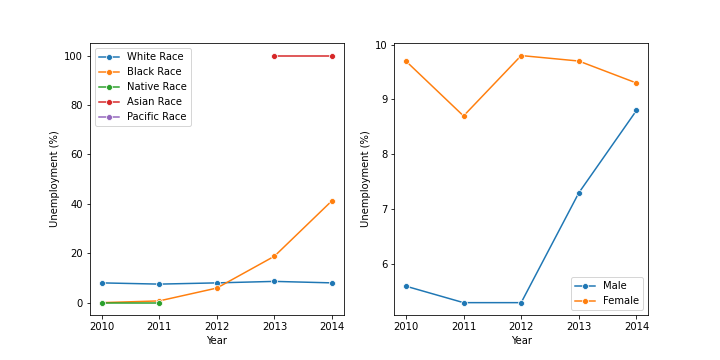 100
80
60
40
20
0
Unemployment (%)
White Race
Black Race
Native Race
Asian Race
Pacific Race
2010 2011 2012 2013 2014
Year
10
9
8
7
6
Unemployment (%)
Male
Female
2010 2011 2012 2013 2014
Year